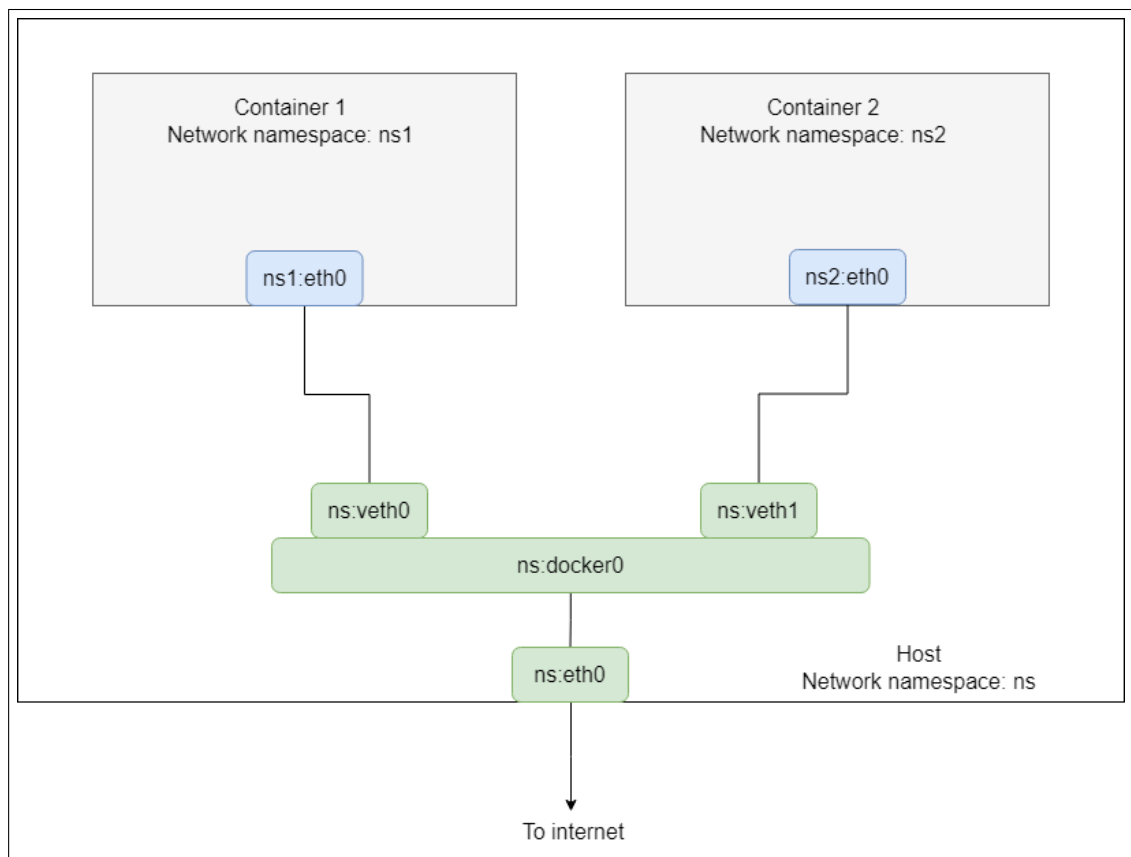 Container 1
Network namespace: ns1
Container 2
Network namespace: ns2
ns1:eth0
ns2:eth0
ns:veth0
ns:veth1
ns:docker0
ns:eth0
Host
Network namespace: ns
To internet